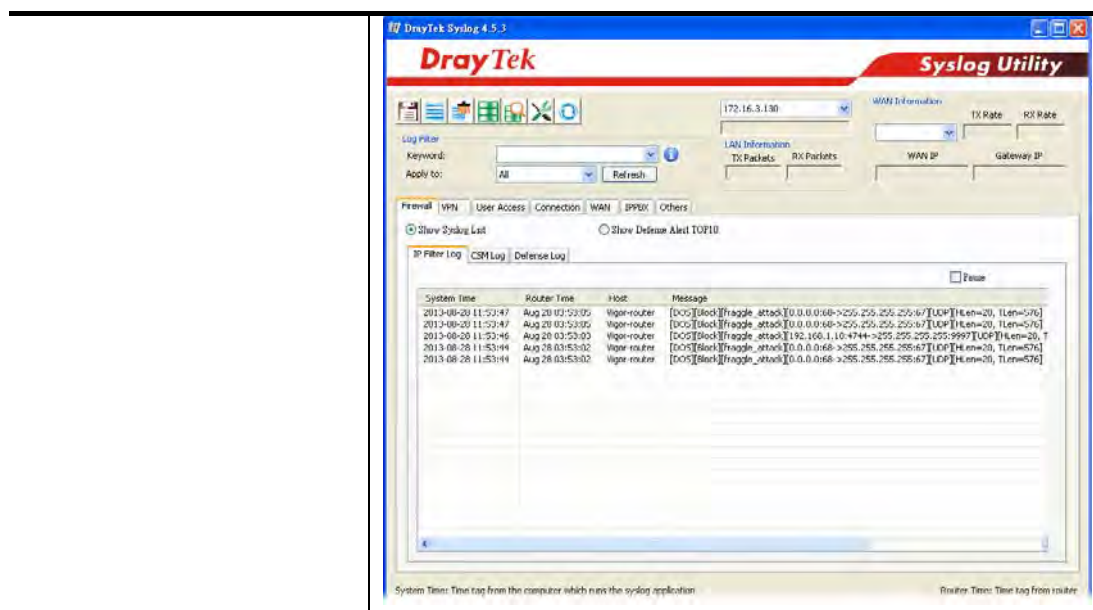 DrayTek Syslog 4.5.3
DrayTek
Syslog Utility
172.16.3.130
WAN Information
TX Rate RX Rate
Log Filter
Keyword:
LAN Information
TX Packets RX Packets
WAN IP Gateway IP
Apply to: All Refresh
Firewall VPN User Access Connection WAN IPPBX Others
Show Syslog List Show Defense Alert TOP10
IP Filter Log CSM Log Defense Log
Pause
System Time Router Time Host Message
2013-08-28 11:53:47 Aug 28 03:53:05 Vigor-router [DOS][Block][fraggle_attack][0.0.0.0:68->255.255.255.255:67][UDP][HLen=20, TLen=576]
2013-08-28 11:53:47 Aug 28 03:53:05 Vigor-router [DOS][Block][fraggle_attack][0.0.0.0:68->255.255.255.255:67][UDP][HLen=20, TLen=576]
2013-08-28 11:53:46 Aug 28 03:53:03 Vigor-router [DOS][Block][fraggle_attack][192.168.1.10:4744->255.255.255.255:9997][UDP][HLen=20, T
2013-08-28 11:53:44 Aug 28 03:53:02 Vigor-router [DOS][Block][fraggle_attack][0.0.0.0:68->255.255.255.255:67][UDP][HLen=20, TLen=576]
2013-08-28 11:53:44 Aug 28 03:53:02 Vigor-router [DOS][Block][fraggle_attack][0.0.0.0:68->255.255.255.255:67][UDP][HLen=20, TLen=576]
System Time: Time tag from the computer which runs the syslog application Router Time: Time tag from router